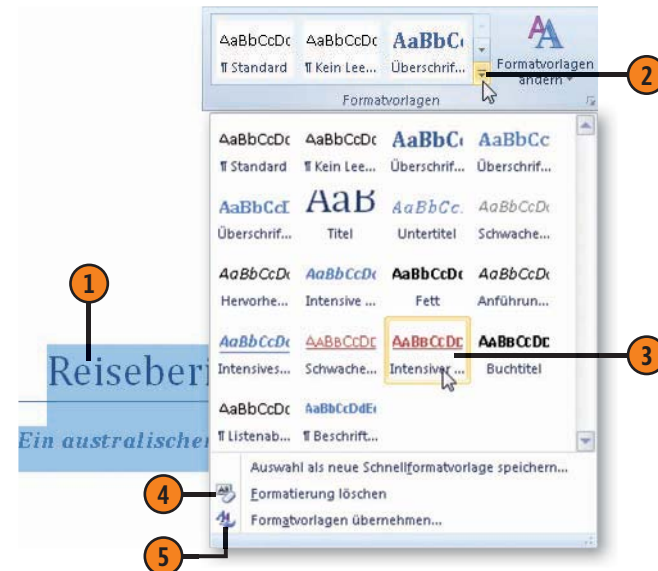 AaBbCcDc AaBbCcDc AaBbCc
¶ Standard ¶ Kein Lee... Überschrif...
Formatvorlagen ändern
2
Formatvorlagen
AaBbCcDc AaBbCcDc AaBbCc AaBbCc
¶ Standard ¶ Kein Lee... Überschrif... Überschrif...
AaBbCcI AaB AaBbCc. AaBbCcDc
Überschrif... Titel Untertitel Schwache...
AaBbCcDc AaBbCcDc AaBbCcDc AaBbCcDc
Hervorhe... Intensive ... Fett Anführun...
1
AaBbCcDc AaBbCcDc AaBbCcDc AaBbCcDc
3
Intensives... Schwache... Intensiver ... Buchtitel
Reiseberi
AaBbCcDc AaBbCcDdEe
Ein australischer
¶ Listenab... ¶ Beschrift...
Auswahl als neue Schnellformatvorlage speichern...
4
Formatierung löschen
Formatvorlagen übernehmen...
5